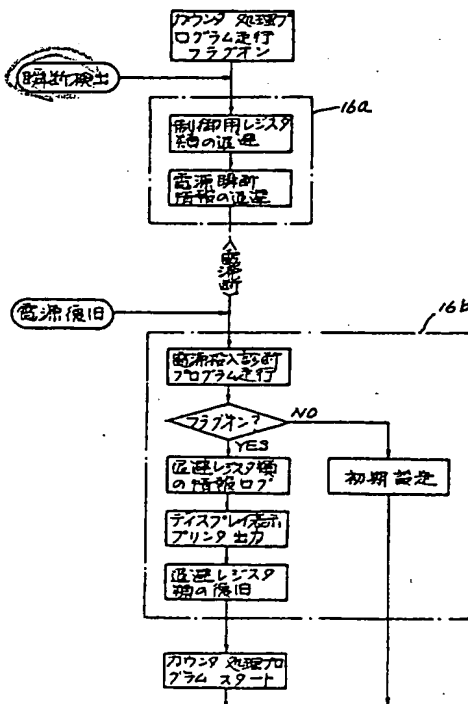 カウンタ 処理プ
ログラム走行
フラグオン
瞬断検出
16a
制御用レジスタ
類の退避
電源瞬断
情報の退避
電源断
電源復旧
16b
電源投入診断
プログラム走行
フラグオン?
NO
YES
退避レジスタ類
の情報ログ
初期設定
ディスプレイ表示
プリンタ出力
退避レジスタ
類の復旧
カウンタ 処理プロ
グラム スタート